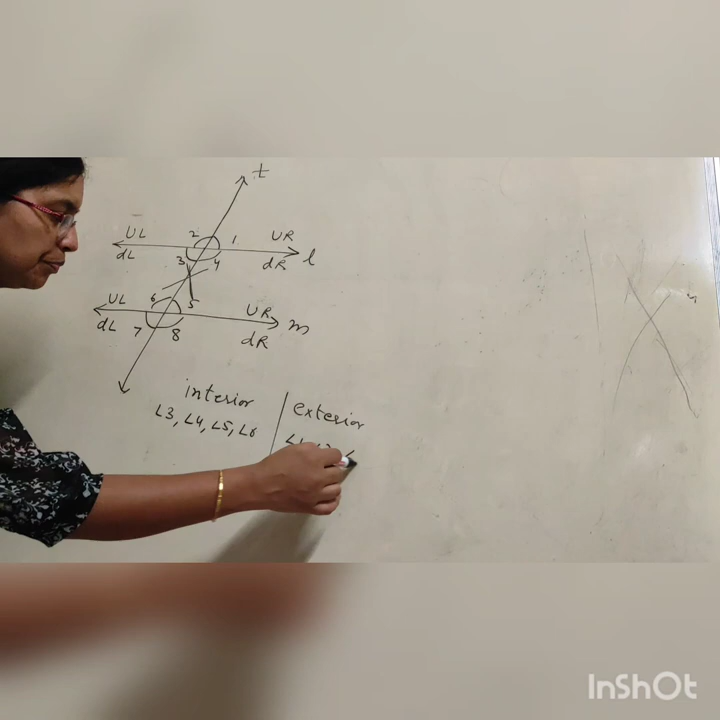 t
UL 2 1 UR
dL 3 4 dR l
UL 6 5 UR
7 8 dR m
dL
interior
exterior
∠3, ∠4, ∠5, ∠6
∠1,
InShOt